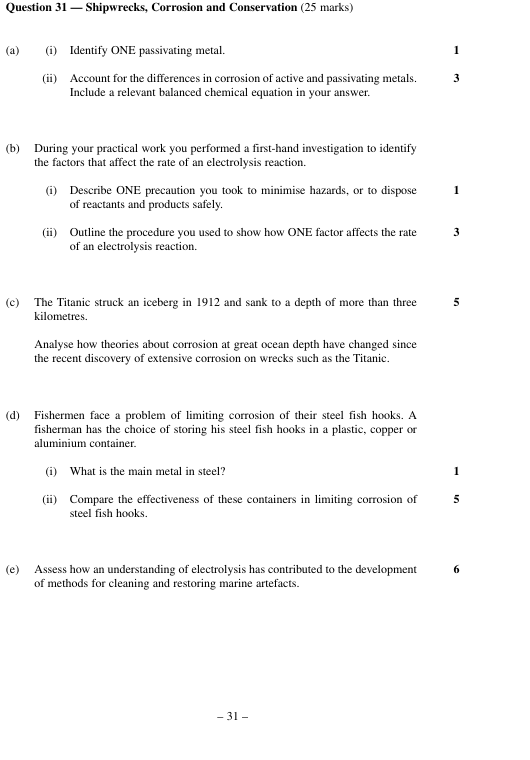 Question 31 — Shipwrecks, Corrosion and Conservation (25 marks)
(a) (i) Identify ONE passivating metal. 1
(ii) Account for the differences in corrosion of active and passivating metals. 3
Include a relevant balanced chemical equation in your answer.
(b) During your practical work you performed a first-hand investigation to identify
the factors that affect the rate of an electrolysis reaction.
(i) Describe ONE precaution you took to minimise hazards, or to dispose 1
of reactants and products safely.
(ii) Outline the procedure you used to show how ONE factor affects the rate 3
of an electrolysis reaction.
(c) The Titanic struck an iceberg in 1912 and sank to a depth of more than three 5
kilometres.
Analyse how theories about corrosion at great ocean depth have changed since
the recent discovery of extensive corrosion on wrecks such as the Titanic.
(d) Fishermen face a problem of limiting corrosion of their steel fish hooks. A
fisherman has the choice of storing his steel fish hooks in a plastic, copper or
aluminium container.
(i) What is the main metal in steel? 1
(ii) Compare the effectiveness of these containers in limiting corrosion of 5
steel fish hooks.
(e) Assess how an understanding of electrolysis has contributed to the development 6
of methods for cleaning and restoring marine artefacts.
– 31 –